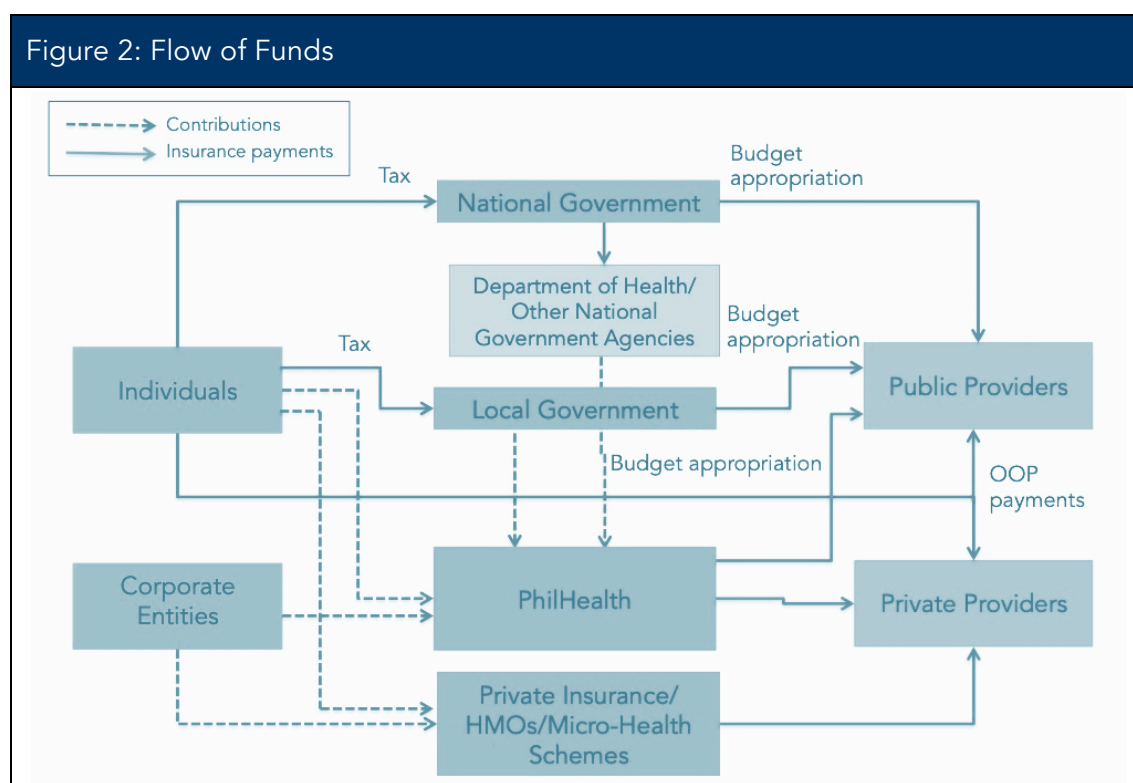 Figure 2: Flow of Funds
Contributions
Insurance payments
Tax
Budget
appropriation
National Government
Department of Health/
Other National
Government Agencies
Budget
appropriation
Tax
Individuals
Local Government
Public Providers
Budget appropriation
OOP
payments
Corporate
Entities
PhilHealth
Private Providers
Private Insurance/
HMOs/Micro-Health
Schemes